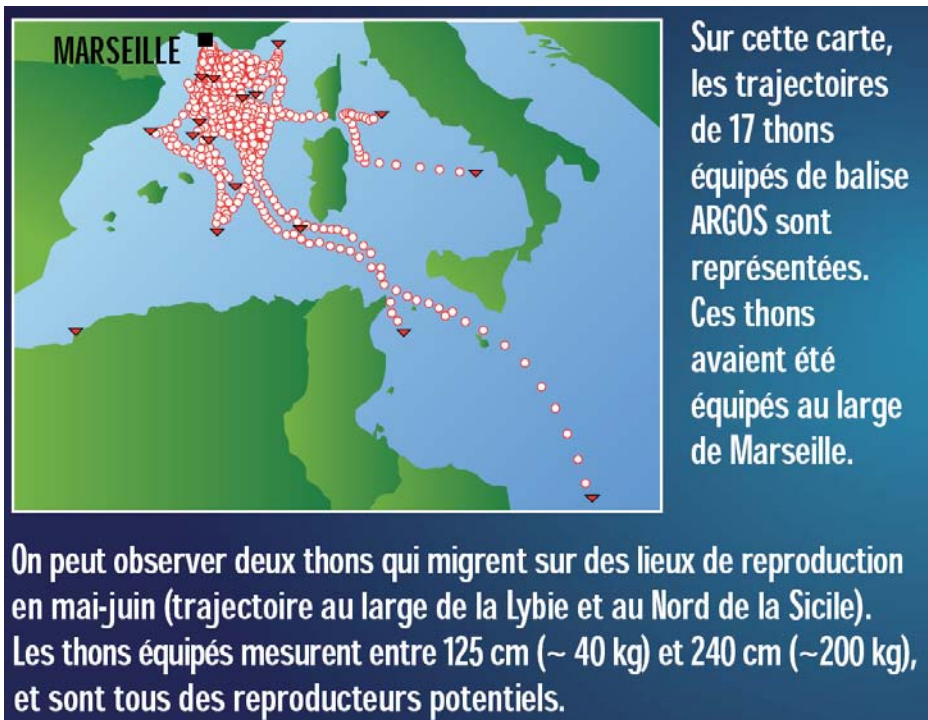 MARSEILLE
Sur cette carte,
les trajectoires
de 17 thons
équipés de balise
ARGOS sont
représentées.
Ces thons
avaient été
équipés au large
de Marseille.
On peut observer deux thons qui migrent sur des lieux de reproduction
en mai-juin (trajectoire au large de la Lybie et au Nord de la Sicile).
Les thons équipés mesurent entre 125 cm (~ 40 kg) et 240 cm (~200 kg),
et sont tous des reproducteurs potentiels.